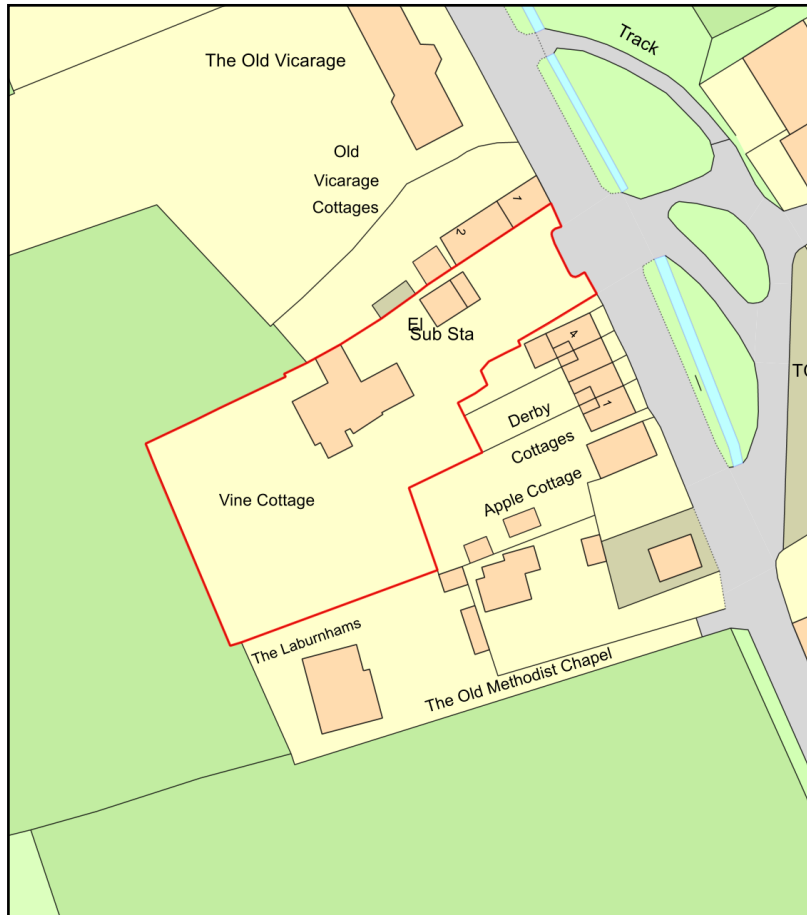 Track
The Old Vicarage
Old
Vicarage
Cottages
1
2
El
Sub Sta
4
TC
Derby
1
Cottages
Apple Cottage
Vine Cottage
The Laburnhams
The Old Methodist Chapel